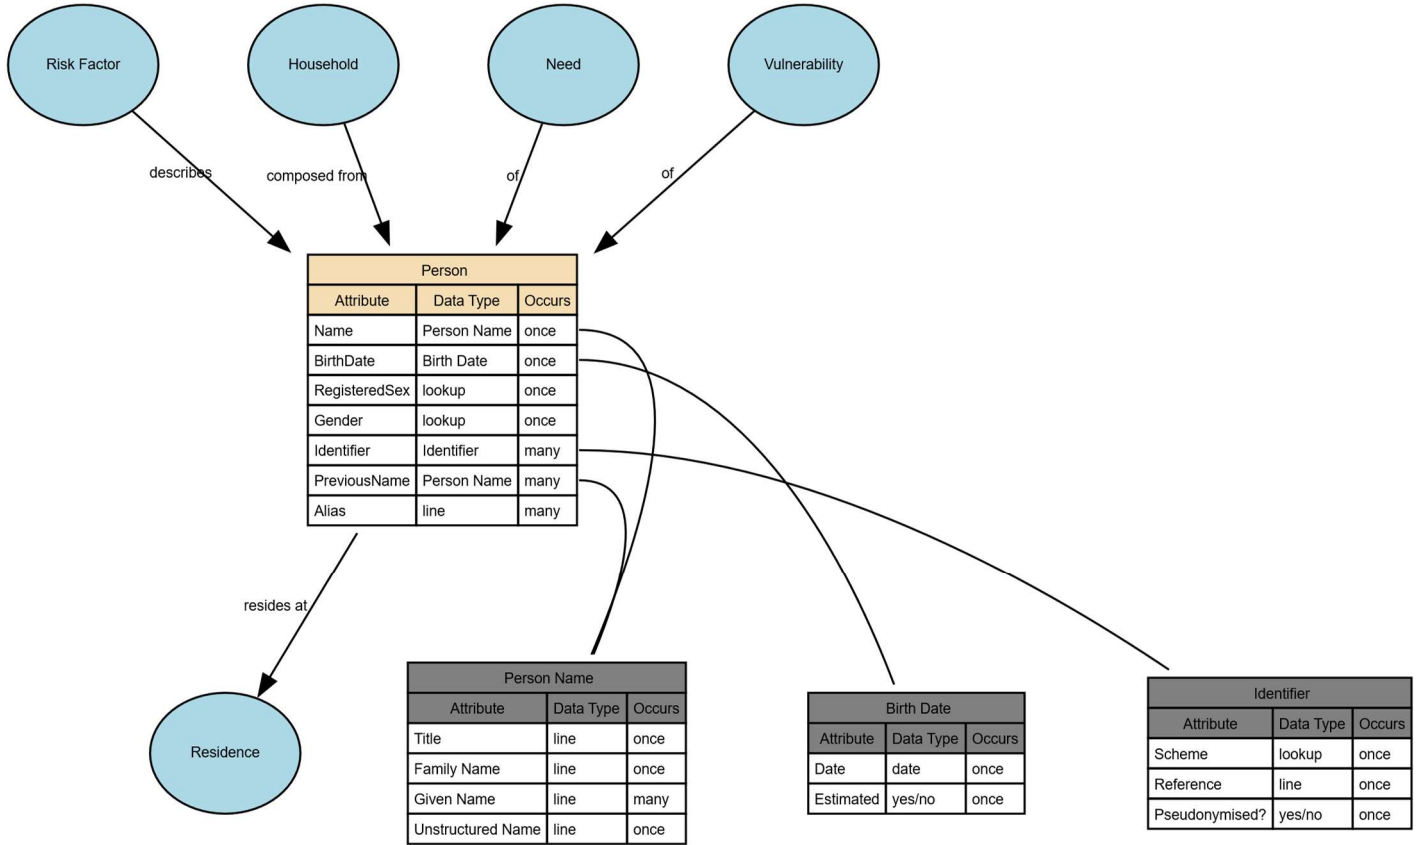 Risk Factor
Household
Need
Vulnerability
describes
composed from
of
of
Person
Attribute Data Type Occurs
Name Person Name once
BirthDate Birth Date once
RegisteredSex lookup once
Gender lookup once
Identifier Identifier many
PreviousName Person Name many
Alias line many
resides at
Residence
Person Name
Attribute Data Type Occurs
Title line once
Family Name line once
Given Name line many
Unstructured Name line once
Birth Date
Attribute Data Type Occurs
Date date once
Estimated yes/no once
Identifier
Attribute Data Type Occurs
Scheme lookup once
Reference line once
Pseudonymised? yes/no once